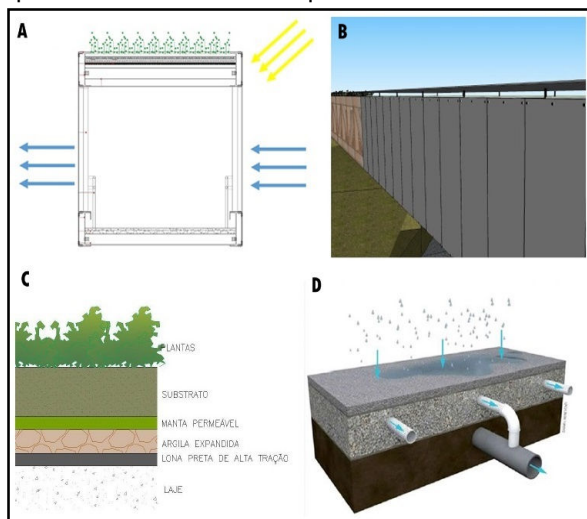 A
B
C
PLANTAS
SUBSTRATO
MANTA PERMEÁVEL
ARGILA EXPANDIDA
LONA PRETA DE ALTA TRAÇÃO
LAJE
D